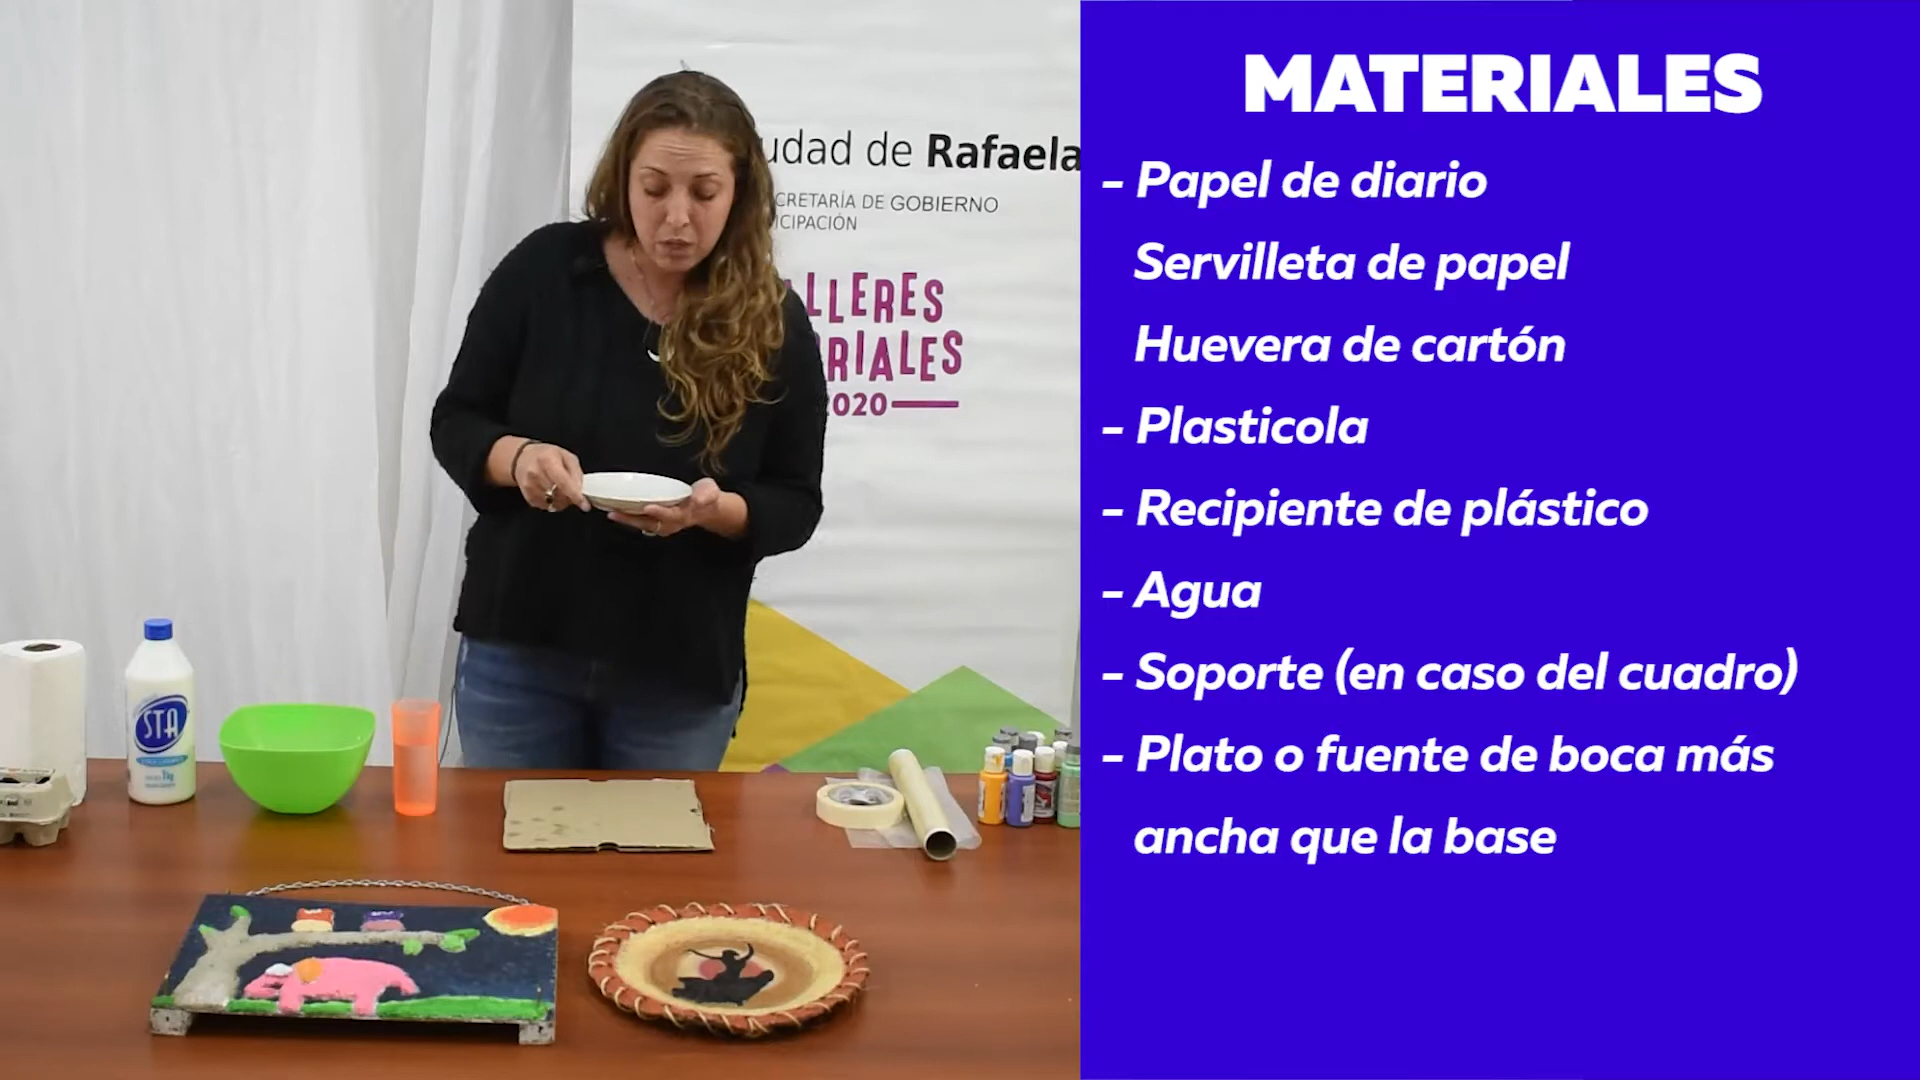 MATERIALES
- Papel de diario
Servilleta de papel
Huevera de cartón
- Plasticola
- Recipiente de plástico
- Agua
- Soporte (en caso del cuadro)
- Plato o fuente de boca más
ancha que la base
udad de Rafaela
CRETARÍA DE GOBIERNO
ICIPACIÓN
ALLERES
RIALES
2020
STA